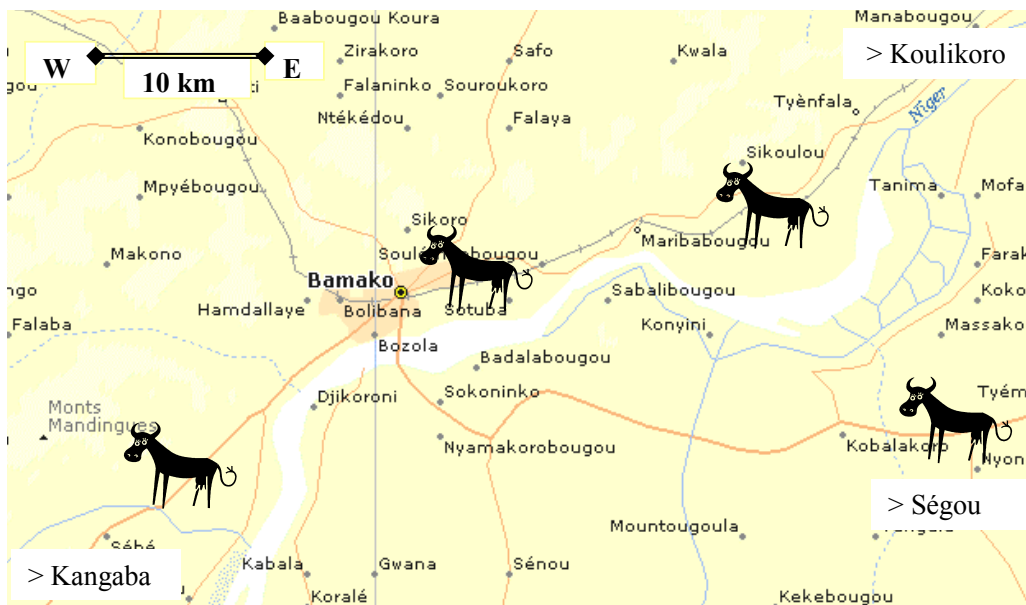 Baabougou Koura
Manabougou
W
E
10 km
Zirakoro
Safo
Kwala
> Koulikoro
Falaninko
Souroukoro
Tyènfala
Niger
Ntékédou
Falaya
Konobougou
Sikoulou
Mpyébougou
Tanima
Mofa
Sikoro
Maribabougou
Makono
Farak
Bamako
Hamdallaye
Bolibana
Sotuba
Sabalibougou
Koko
Falaba
Bozola
Konyini
Massako
Badalabougou
Djikoroni
Sokoninko
Tyém
Monts
Mandingues
Nyamakorobougou
Kobalakoro
Nyon
> Ségou
Mountougoula
Sébé
> Kangaba
Kabala
Gwana
Sénou
Koralé
Kekebougou